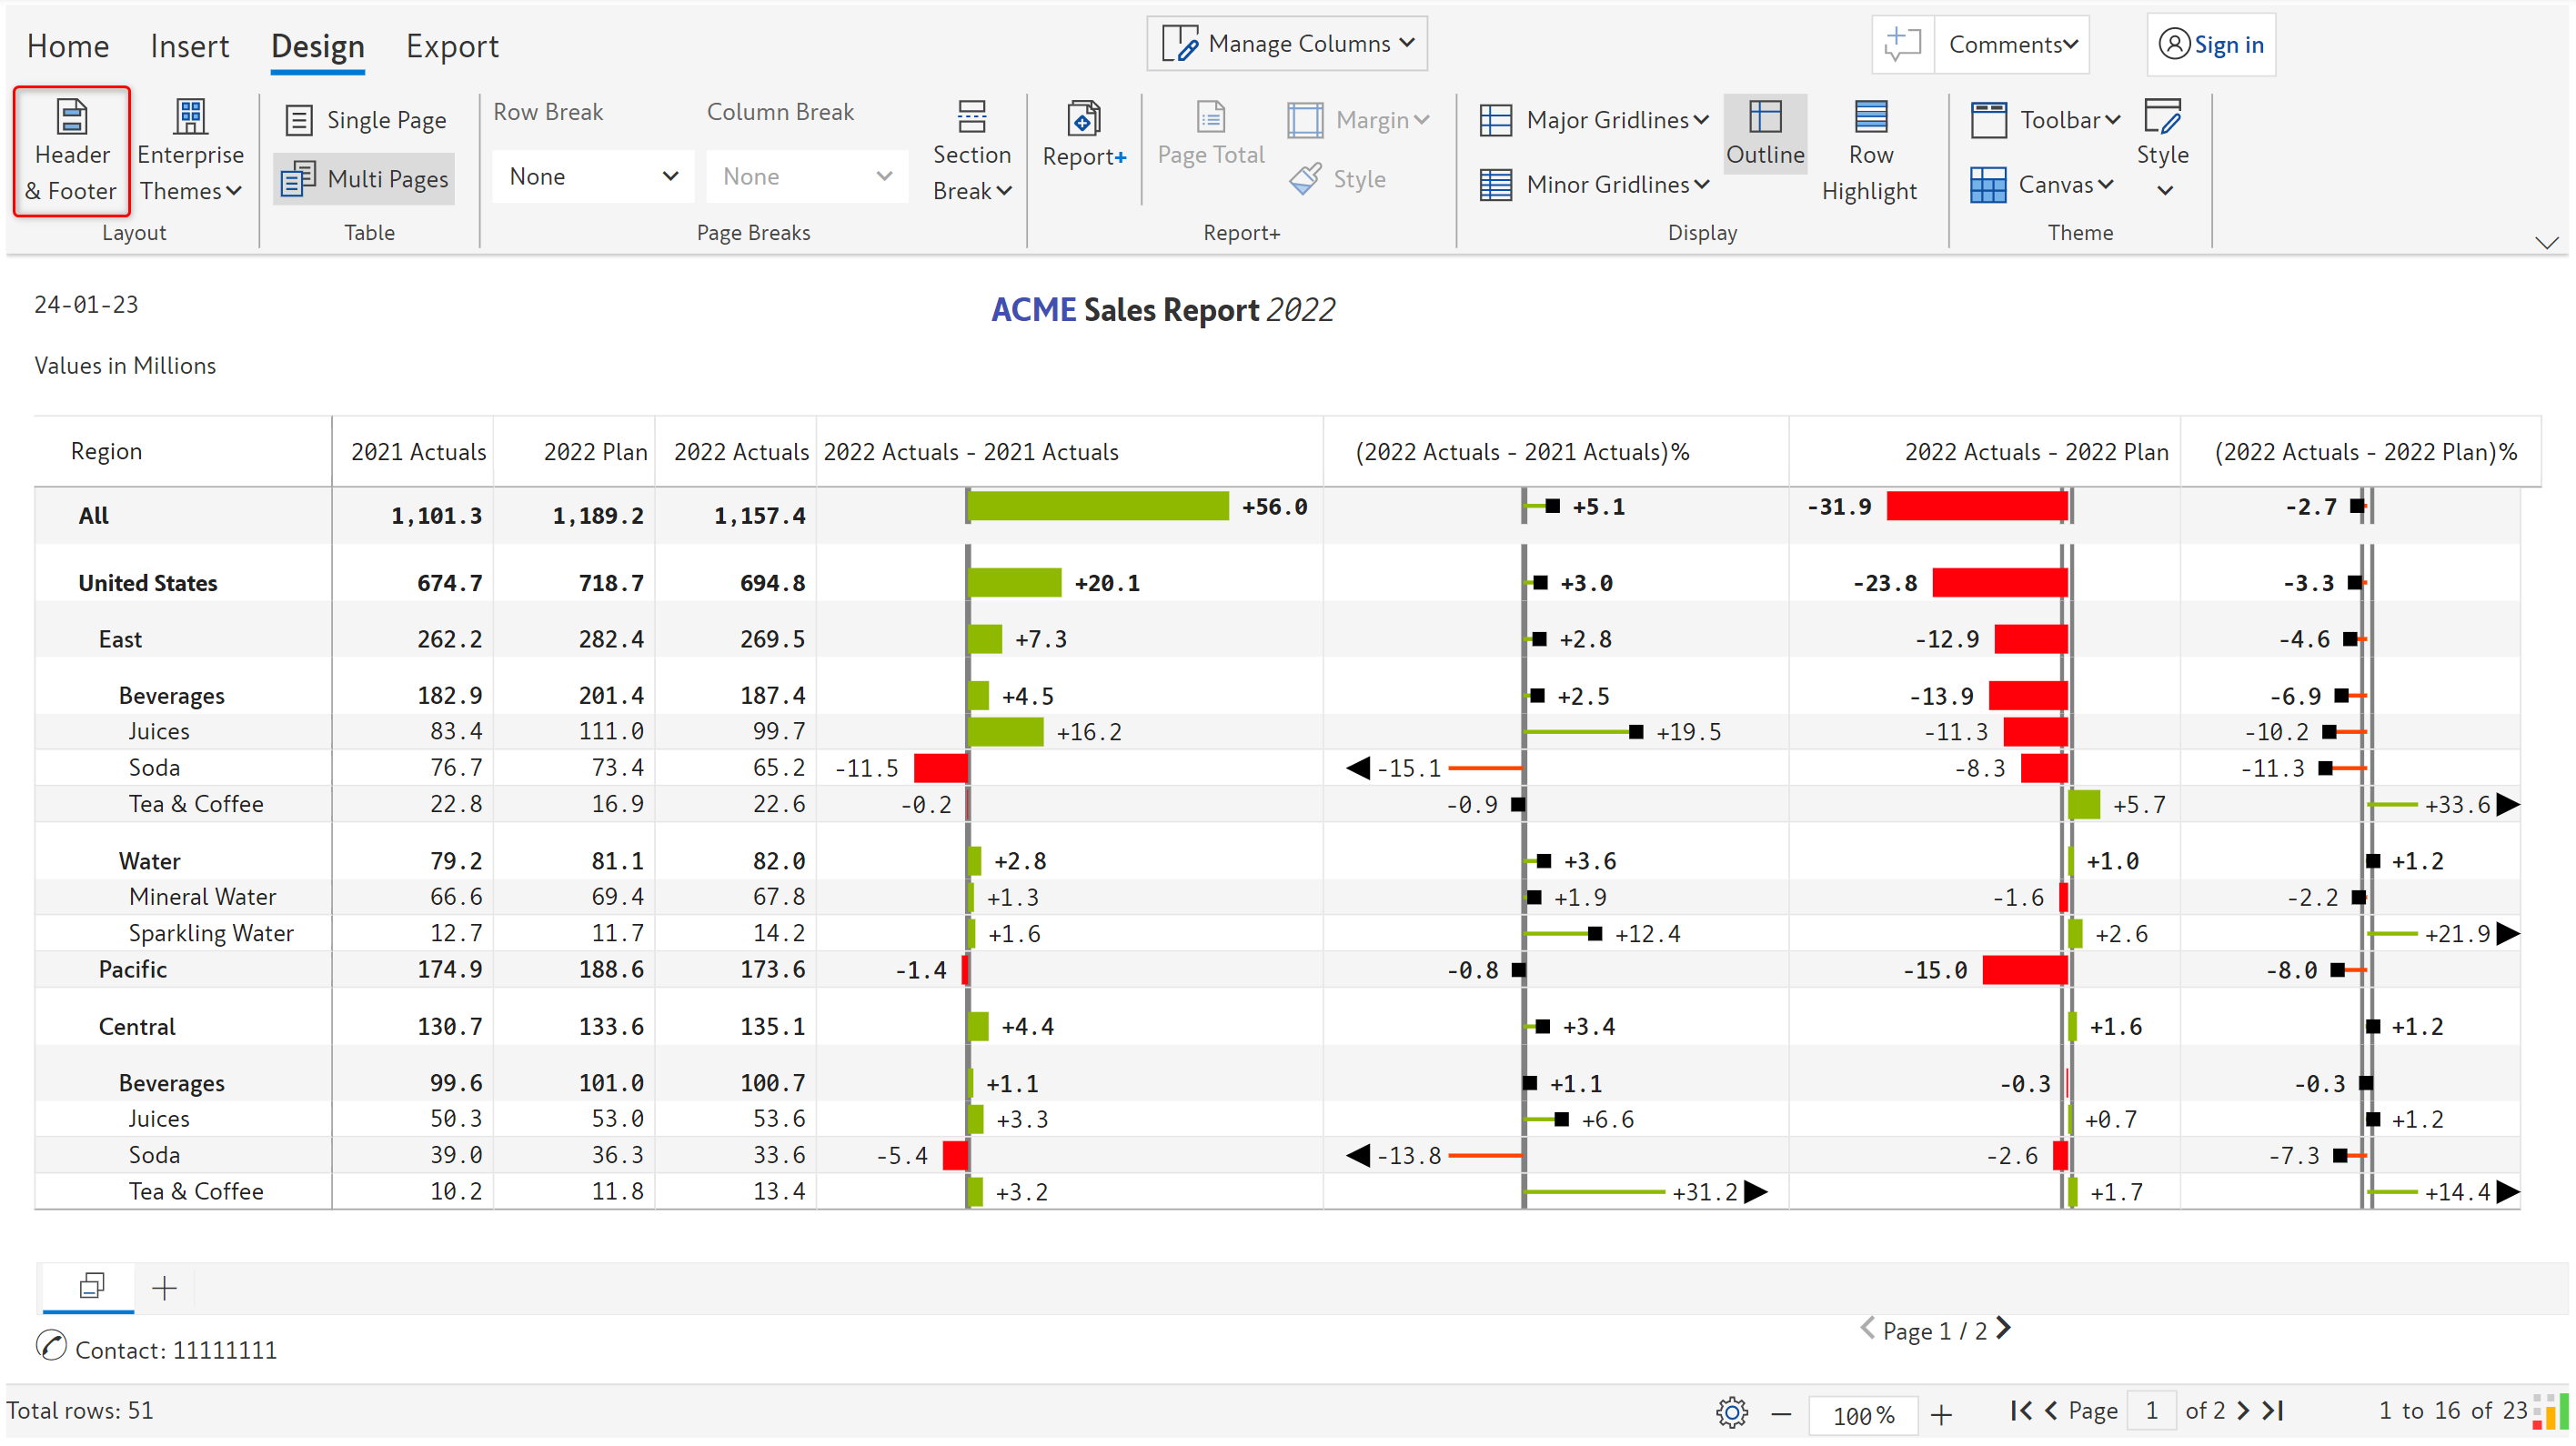 Home Insert Design Export Manage Columns Comments Sign in
Header & Footer Enterprise Themes Single Page Multi Pages Row Break None Column Break None Section Break Report+ Page Total Margin Style Major Gridlines Minor Gridlines Outline Row Highlight Toolbar Canvas Style
Layout Table Page Breaks Report+ Display Theme
24-01-23 ACME Sales Report 2022
Values in Millions
Region 2021 Actuals 2022 Plan 2022 Actuals 2022 Actuals - 2021 Actuals (2022 Actuals - 2021 Actuals)% 2022 Actuals - 2022 Plan (2022 Actuals - 2022 Plan)%
All 1,101.3 1,189.2 1,157.4 +56.0 +5.1 -31.9 -2.7
United States 674.7 718.7 694.8 +20.1 +3.0 -23.8 -3.3
East 262.2 282.4 269.5 +7.3 +2.8 -12.9 -4.6
Beverages 182.9 201.4 187.4 +4.5 +2.5 -13.9 -6.9
Juices 83.4 111.0 99.7 +16.2 +19.5 -11.3 -10.2
Soda 76.7 73.4 65.2 -11.5 -15.1 -8.3 -11.3
Tea & Coffee 22.8 16.9 22.6 -0.2 -0.9 +5.7 +33.6
Water 79.2 81.1 82.0 +2.8 +3.6 +1.0 +1.2
Mineral Water 66.6 69.4 67.8 +1.3 +1.9 -1.6 -2.2
Sparkling Water 12.7 11.7 14.2 +1.6 +12.4 +2.6 +21.9
Pacific 174.9 188.6 173.6 -1.4 -0.8 -15.0 -8.0
Central 130.7 133.6 135.1 +4.4 +3.4 +1.6 +1.2
Beverages 99.6 101.0 100.7 +1.1 +1.1 -0.3 -0.3
Juices 50.3 53.0 53.6 +3.3 +6.6 +0.7 +1.2
Soda 39.0 36.3 33.6 -5.4 -13.8 -2.6 -7.3
Tea & Coffee 10.2 11.8 13.4 +3.2 +31.2 +1.7 +14.4
Page 1 / 2
Contact: 11111111
Total rows: 51 100% Page 1 of 2 1 to 16 of 23